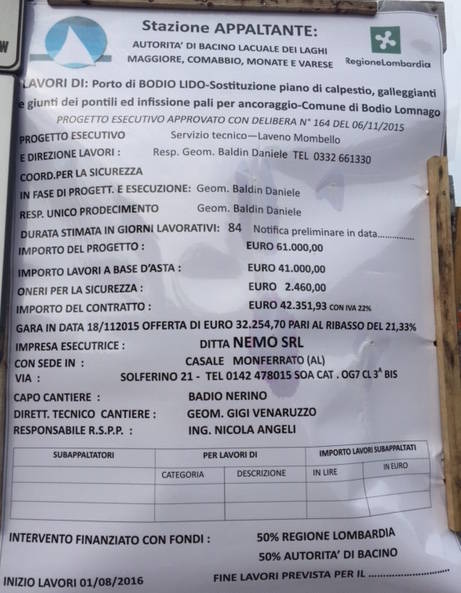 Stazione APPALTANTE:
AUTORITA' DI BACINO LACUALE DEI LAGHI
MAGGIORE, COMABBIO, MONATE E VARESE
RegioneLombardia
LAVORI DI: Porto di BODIO LIDO-Sostituzione piano di calpestio, galleggianti
e giunti dei pontili ed infissione pali per ancoraggio-Comune di Bodio Lomnago
PROGETTO ESECUTIVO APPROVATO CON DELIBERA N° 164 DEL 06/11/2015
PROGETTO ESECUTIVO Servizio tecnico—Laveno Mombello
E DIREZIONE LAVORI : Resp. Geom. Baldin Daniele TEL 0332 661330
COORD.PER LA SICUREZZA
IN FASE DI PROGETT. E ESECUZIONE: Geom. Baldin Daniele
RESP. UNICO PRODECIMENTO Geom. Baldin Daniele
DURATA STIMATA IN GIORNI LAVORATIVI: 84 Notifica preliminare in data...............
IMPORTO DEL PROGETTO : EURO 61.000,00
IMPORTO LAVORI A BASE D'ASTA : EURO 41.000,00
ONERI PER LA SICUREZZA : EURO 2.460,00
IMPORTO DEL CONTRATTO : EURO 42.351,93 CON IVA 22%
GARA IN DATA 18/112015 OFFERTA DI EURO 32.254,70 PARI AL RIBASSO DEL 21,33%
IMPRESA ESECUTRICE : DITTA NEMO SRL
CON SEDE IN : CASALE MONFERRATO (AL)
VIA : SOLFERINO 21 - TEL 0142 478015 SOA CAT . OG7 CL 3^ BIS
CAPO CANTIERE : BADIO NERINO
DIRETT. TECNICO CANTIERE : GEOM. GIGI VENARUZZO
RESPONSABILE R.S.P.P. : ING. NICOLA ANGELI
SUBAPPALTATORI PER LAVORI DI IMPORTO LAVORI SUBAPPALTATI
CATEGORIA DESCRIZIONE IN LIRE IN EURO
INTERVENTO FINANZIATO CON FONDI : 50% REGIONE LOMBARDIA
50% AUTORITA' DI BACINO
INIZIO LAVORI 01/08/2016 FINE LAVORI PREVISTA PER IL .....................